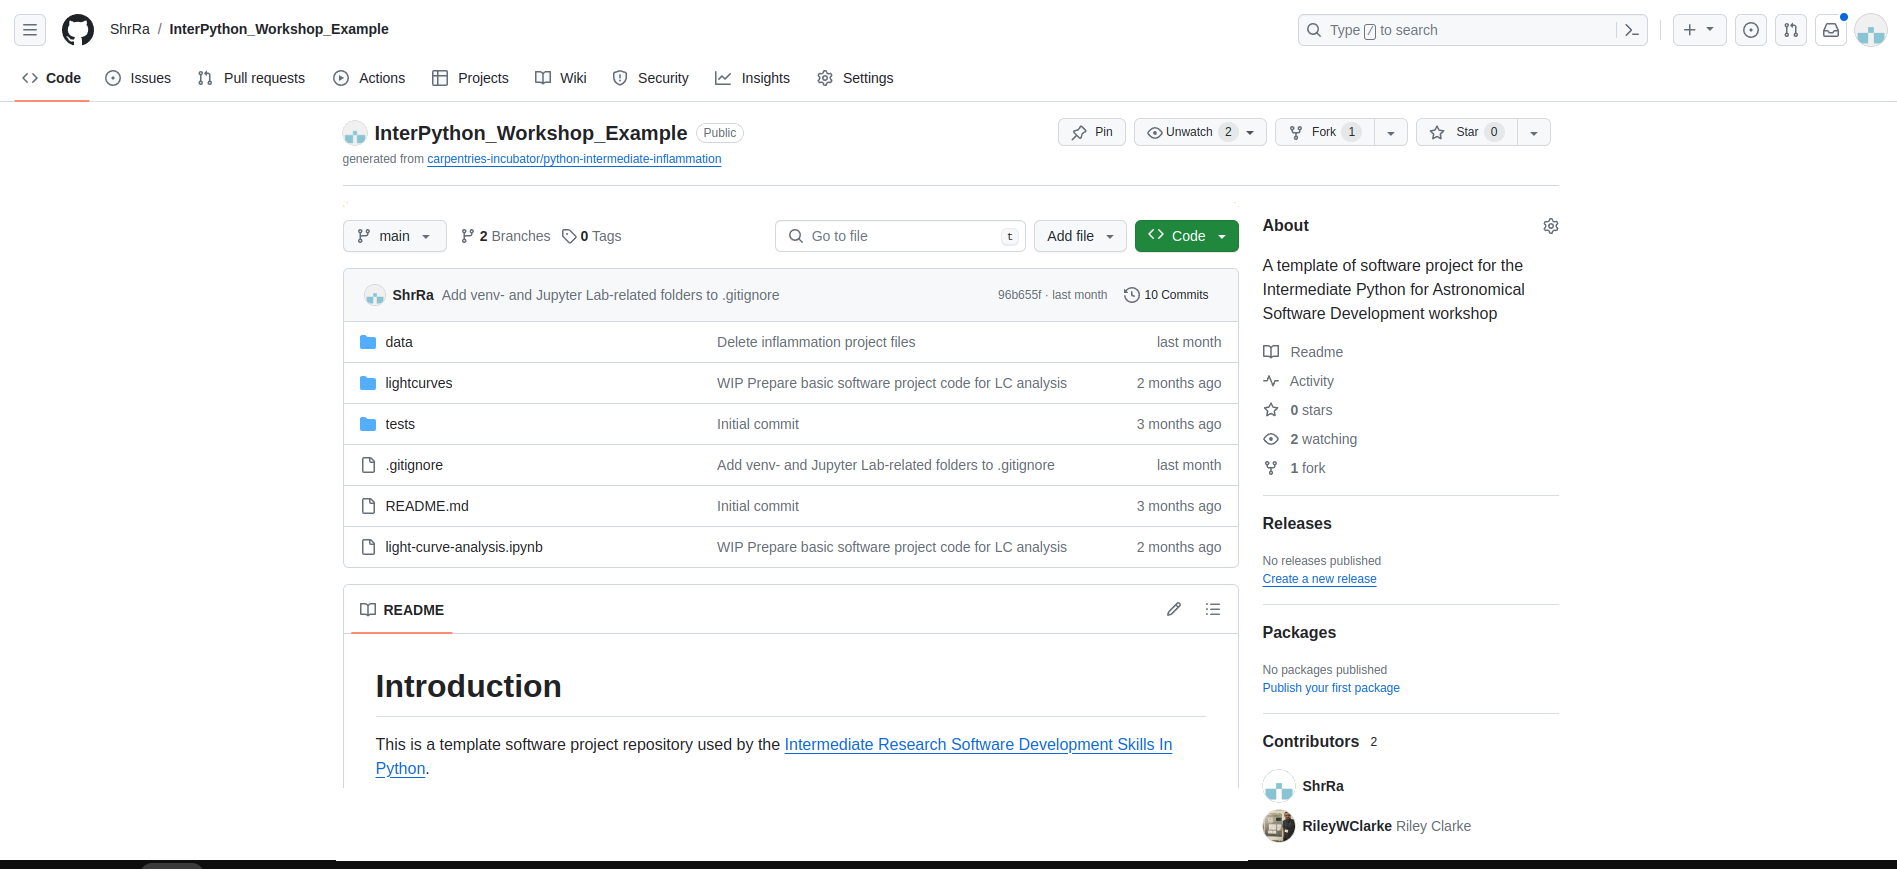 ShrRa / InterPython_Workshop_Example
Type / to search
Code Issues Pull requests Actions Projects Wiki Security Insights Settings
InterPython_Workshop_Example Public
Pin Unwatch 2 Fork 1 Star 0
generated from carpentries-incubator/python-intermediate-inflammation
main 2 Branches 0 Tags Go to file t Add file Code
ShrRa Add venv- and Jupyter Lab-related folders to .gitignore 96b655f · last month 10 Commits
data Delete inflammation project files last month
lightcurves WIP Prepare basic software project code for LC analysis 2 months ago
tests Initial commit 3 months ago
.gitignore Add venv- and Jupyter Lab-related folders to .gitignore last month
README.md Initial commit 3 months ago
light-curve-analysis.ipynb WIP Prepare basic software project code for LC analysis 2 months ago
README
Introduction
This is a template software project repository used by the Intermediate Research Software Development Skills In
Python.
About
A template of software project for the
Intermediate Python for Astronomical
Software Development workshop
Readme
Activity
0 stars
2 watching
1 fork
Releases
No releases published
Create a new release
Packages
No packages published
Publish your first package
Contributors 2
ShrRa
RileyWClarke Riley Clarke